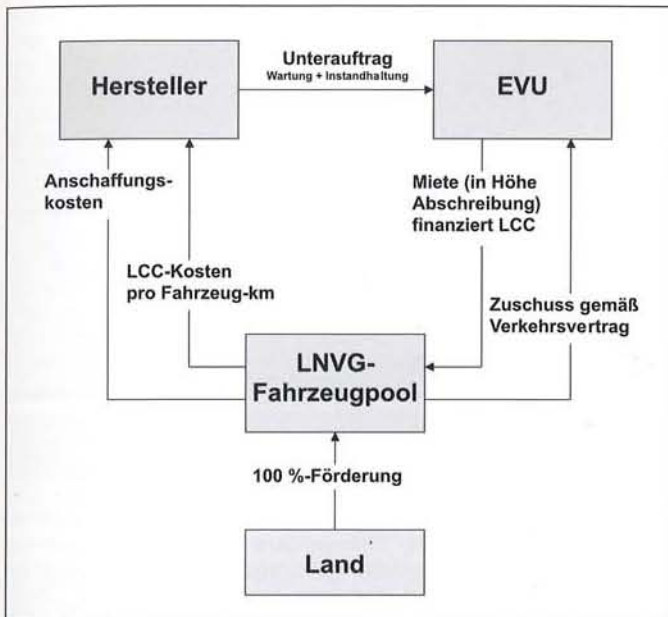 Unterauftrag
Wartung + Instandhaltung
Hersteller
EVU
Anschaffungs-
kosten
Miete (in Höhe
Abschreibung)
finanziert LCC
LCC-Kosten
pro Fahrzeug-km
Zuschuss gemäß
Verkehrsvertrag
LNVG-
Fahrzeugpool
100 %-Förderung
Land